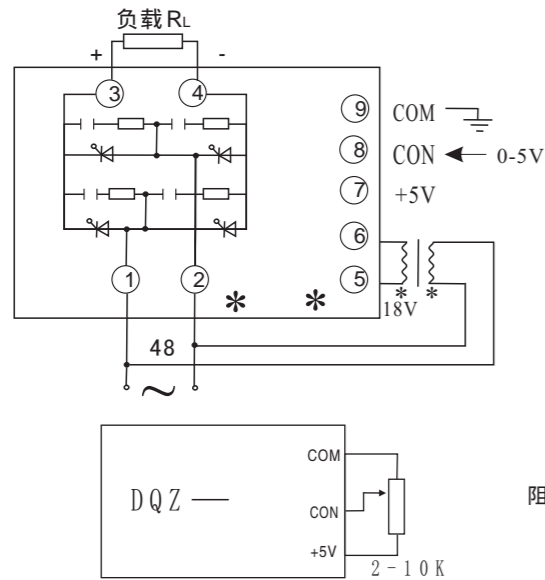 负载RL
+ -
3 4
9 COM
8 CON 0-5V
7 +5V
6
1 2 * * 5
* *
18V
48
~
COM
DQZ — CON
+5V
2-10K
阻